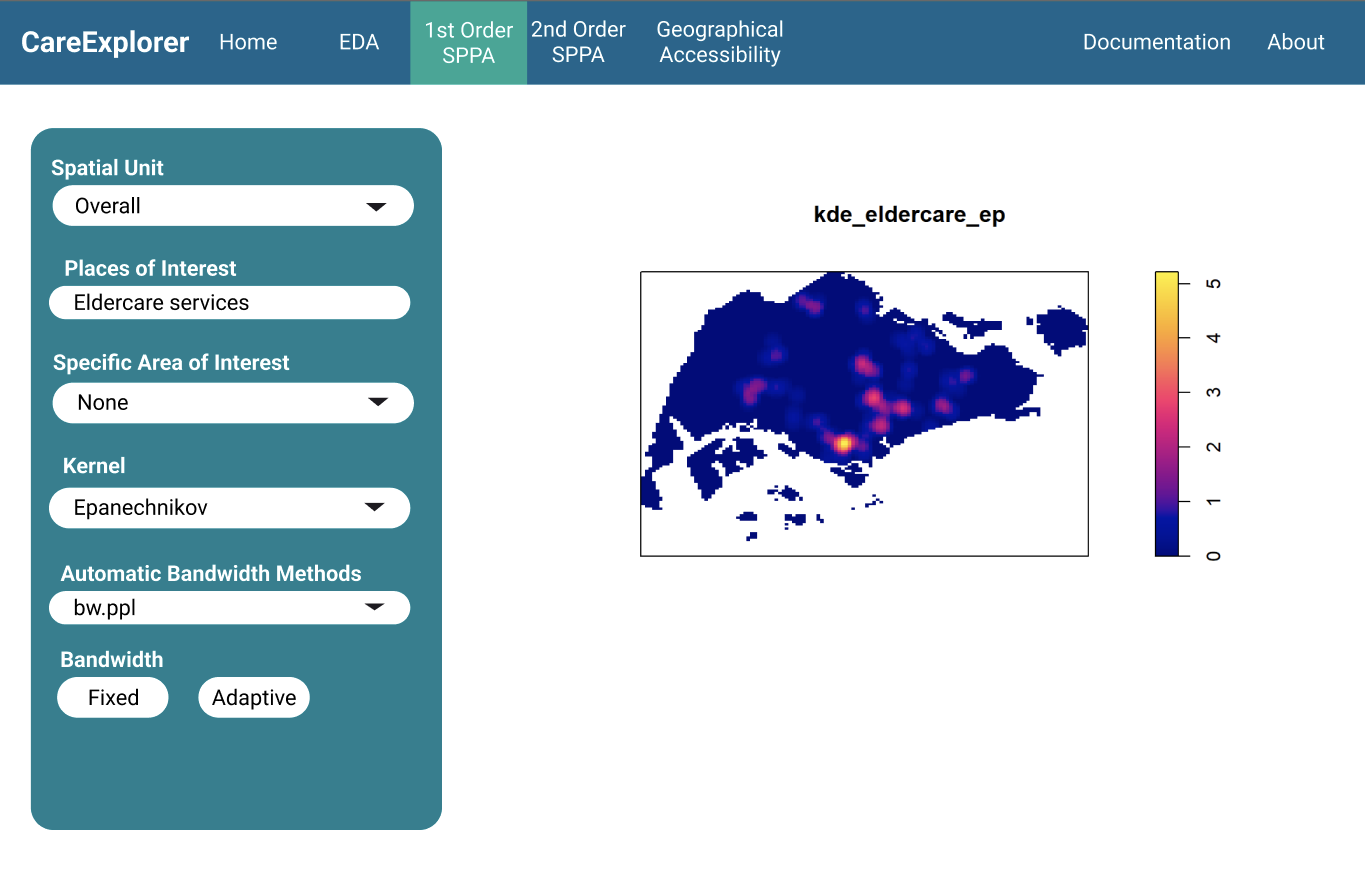 CareExplorer
Home
EDA
1st Order
SPPA
2nd Order
SPPA
Geographical
Accessibility
Documentation
About
Spatial Unit
Overall
Places of Interest
Eldercare services
Specific Area of Interest
None
Kernel
Epanechnikov
Automatic Bandwidth Methods
bw.ppl
Bandwidth
Fixed
Adaptive
kde_eldercare_ep
5
4
3
2
1
0